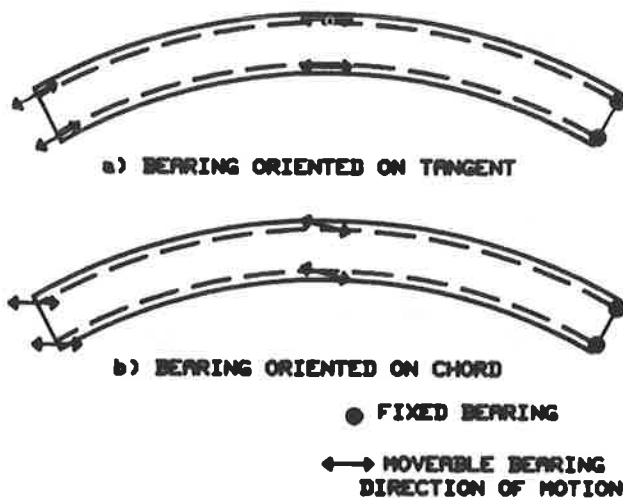 a) BEARING ORIENTED ON TANGENT
b) BEARING ORIENTED ON CHORD
FIXED BEARING
MOVEABLE BEARING
DIRECTION OF MOTION